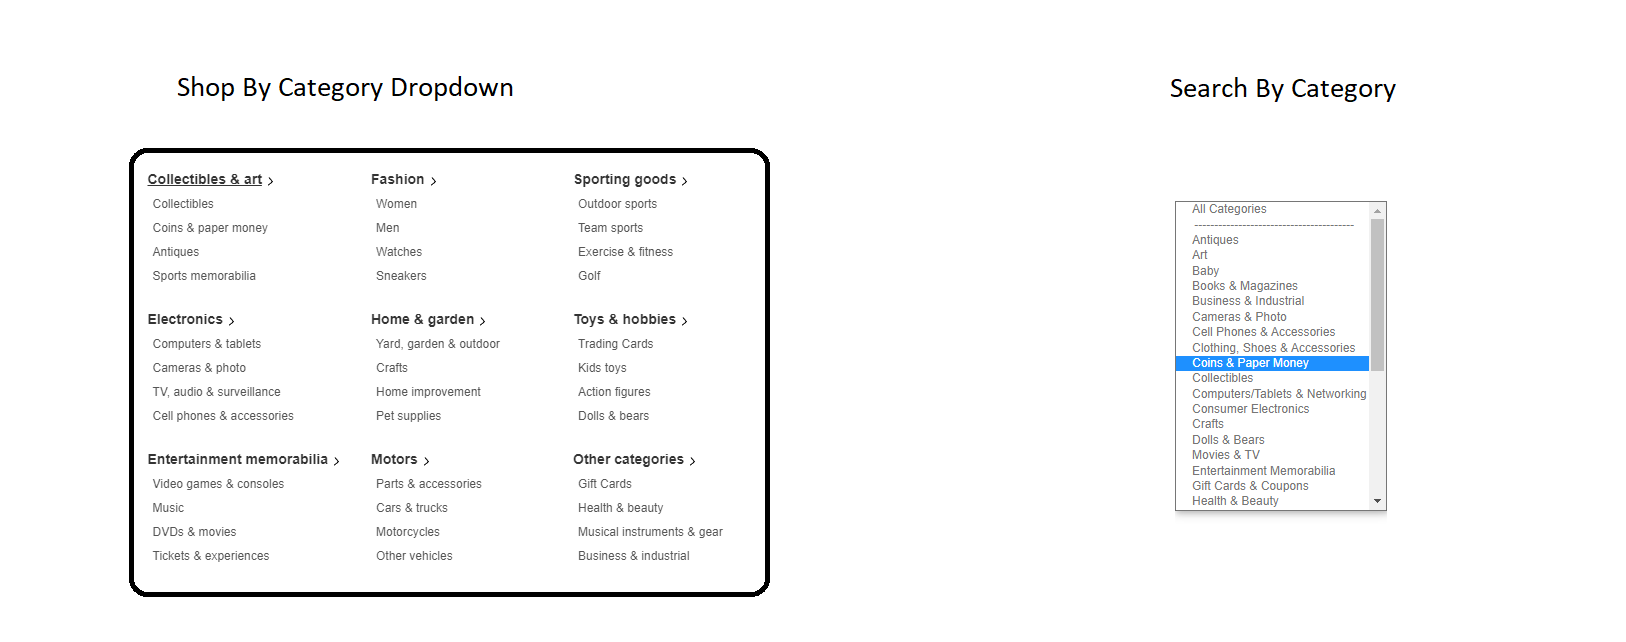 Shop By Category Dropdown
Search By Category
Collectibles & art >
Collectibles
Coins & paper money
Antiques
Sports memorabilia
Fashion >
Women
Men
Watches
Sneakers
Sporting goods >
Outdoor sports
Team sports
Exercise & fitness
Golf
Electronics >
Computers & tablets
Cameras & photo
TV, audio & surveillance
Cell phones & accessories
Home & garden >
Yard, garden & outdoor
Crafts
Home improvement
Pet supplies
Toys & hobbies >
Trading Cards
Kids toys
Action figures
Dolls & bears
Entertainment memorabilia >
Video games & consoles
Music
DVDs & movies
Tickets & experiences
Motors >
Parts & accessories
Cars & trucks
Motorcycles
Other vehicles
Other categories >
Gift Cards
Health & beauty
Musical instruments & gear
Business & industrial
All Categories
----------------------------------------
Antiques
Art
Baby
Books & Magazines
Business & Industrial
Cameras & Photo
Cell Phones & Accessories
Clothing, Shoes & Accessories
Coins & Paper Money
Collectibles
Computers/Tablets & Networking
Consumer Electronics
Crafts
Dolls & Bears
Movies & TV
Entertainment Memorabilia
Gift Cards & Coupons
Health & Beauty